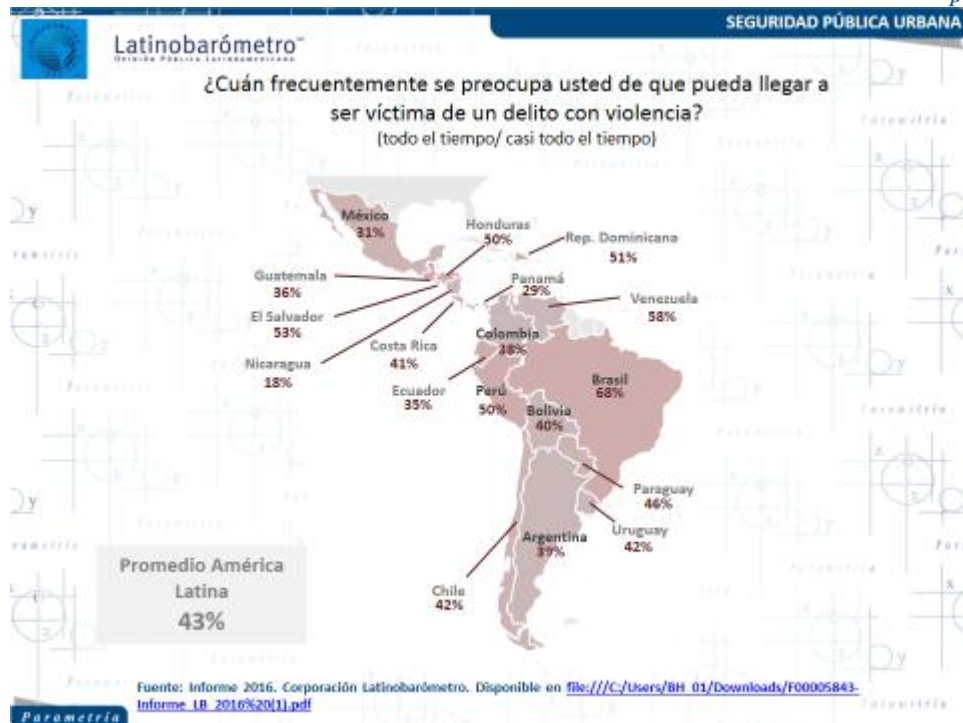 SEGURIDAD PÚBLICA URBANA
Latinobarómetro™
OPINIÓN PÚBLICA LATINOAMERICANA
¿Cuán frecuentemente se preocupa usted de que pueda llegar a
ser víctima de un delito con violencia?
(todo el tiempo/ casi todo el tiempo)
México
31%
Honduras
50%
Rep. Dominicana
51%
Guatemala
36%
Panamá
29%
Venezuela
58%
El Salvador
53%
Colombia
38%
Costa Rica
41%
Nicaragua
18%
Ecuador
35%
Perú
50%
Brasil
68%
Bolivia
40%
Paraguay
46%
Uruguay
42%
Argentina
39%
Chile
42%
Promedio América
Latina
43%
Fuente: Informe 2016. Corporación Latinobarómetro. Disponible en file:///C:/Users/BH_01/Downloads/F00005843-
Informe_LB_2016%20(1).pdf
Parametría